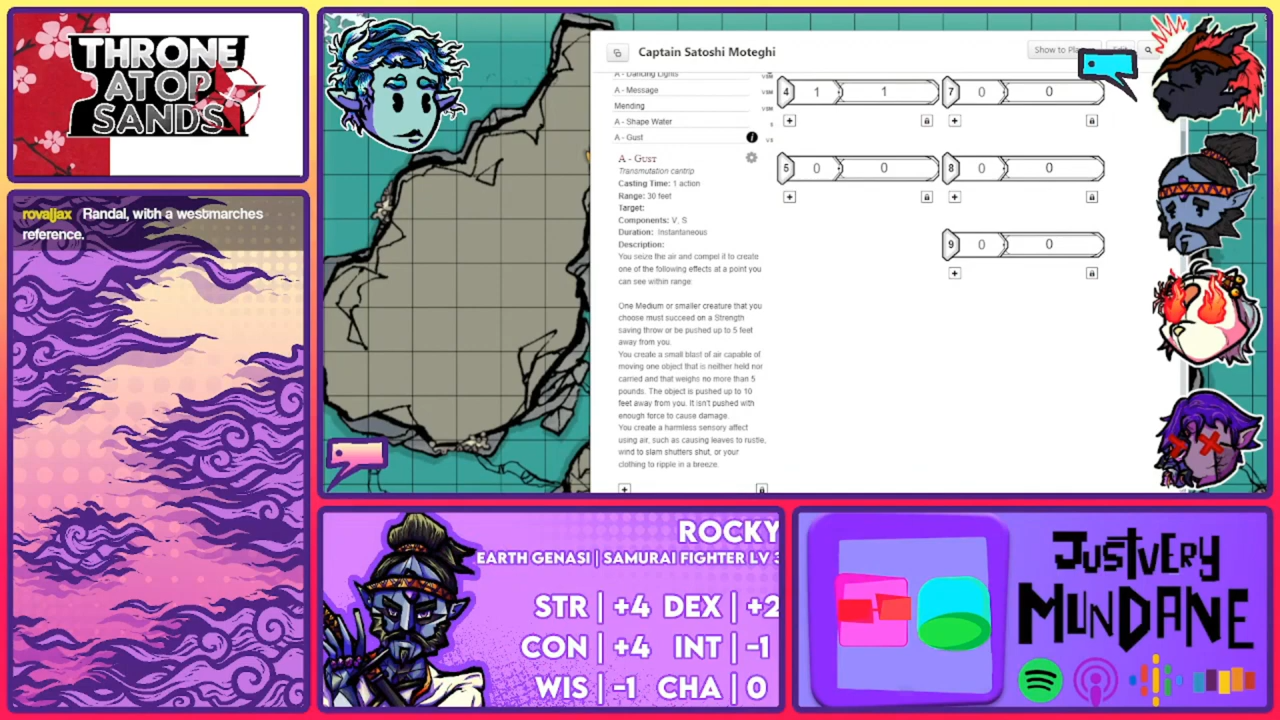 THRONE
ATOP
SANDS
rovaljax Randal, with a westmarches
reference.
Captain Satoshi Moteghi
Show to Pla
A - Dancing Lights
A - Message
Mending
A - Shape Water
A - Gust
A - Gust
Transmutation cantrip
Casting Time: 1 action
Range: 30 feet
Target:
Components: V, S
Duration: Instantaneous
Description:
You seize the air and compel it to create
one of the following effects at a point you
can see within range:
One Medium or smaller creature that you
choose must succeed on a Strength
saving throw or be pushed up to 5 feet
away from you.
You create a small blast of air capable of
moving one object that is neither held nor
carried and that weighs no more than 5
pounds. The object is pushed up to 10
feet away from you. It isn't pushed with
enough force to cause damage.
You create a harmless sensory affect
using air, such as causing leaves to rustle,
wind to slam shutters shut, or your
clothing to ripple in a breeze.
4 1 1
7 0 0
5 0 0
8 0 0
9 0 0
ROCKY
EARTH GENASI | SAMURAI FIGHTER LV 3
STR | +4 DEX | +2
CON | +4 INT | -1
WIS | -1 CHA | 0
JUST VERY
MUNDANE